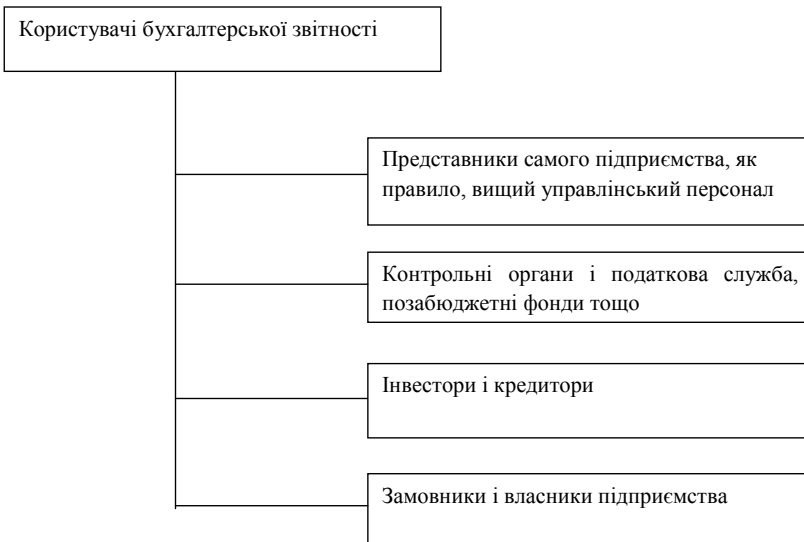 Користувачі бухгалтерської звітності
Представники самого підприємства, як
правило, вищий управлінський персонал
Контрольні органи і податкова служба,
позабюджетні фонди тощо
Інвестори і кредитори
Замовники і власники підприємства